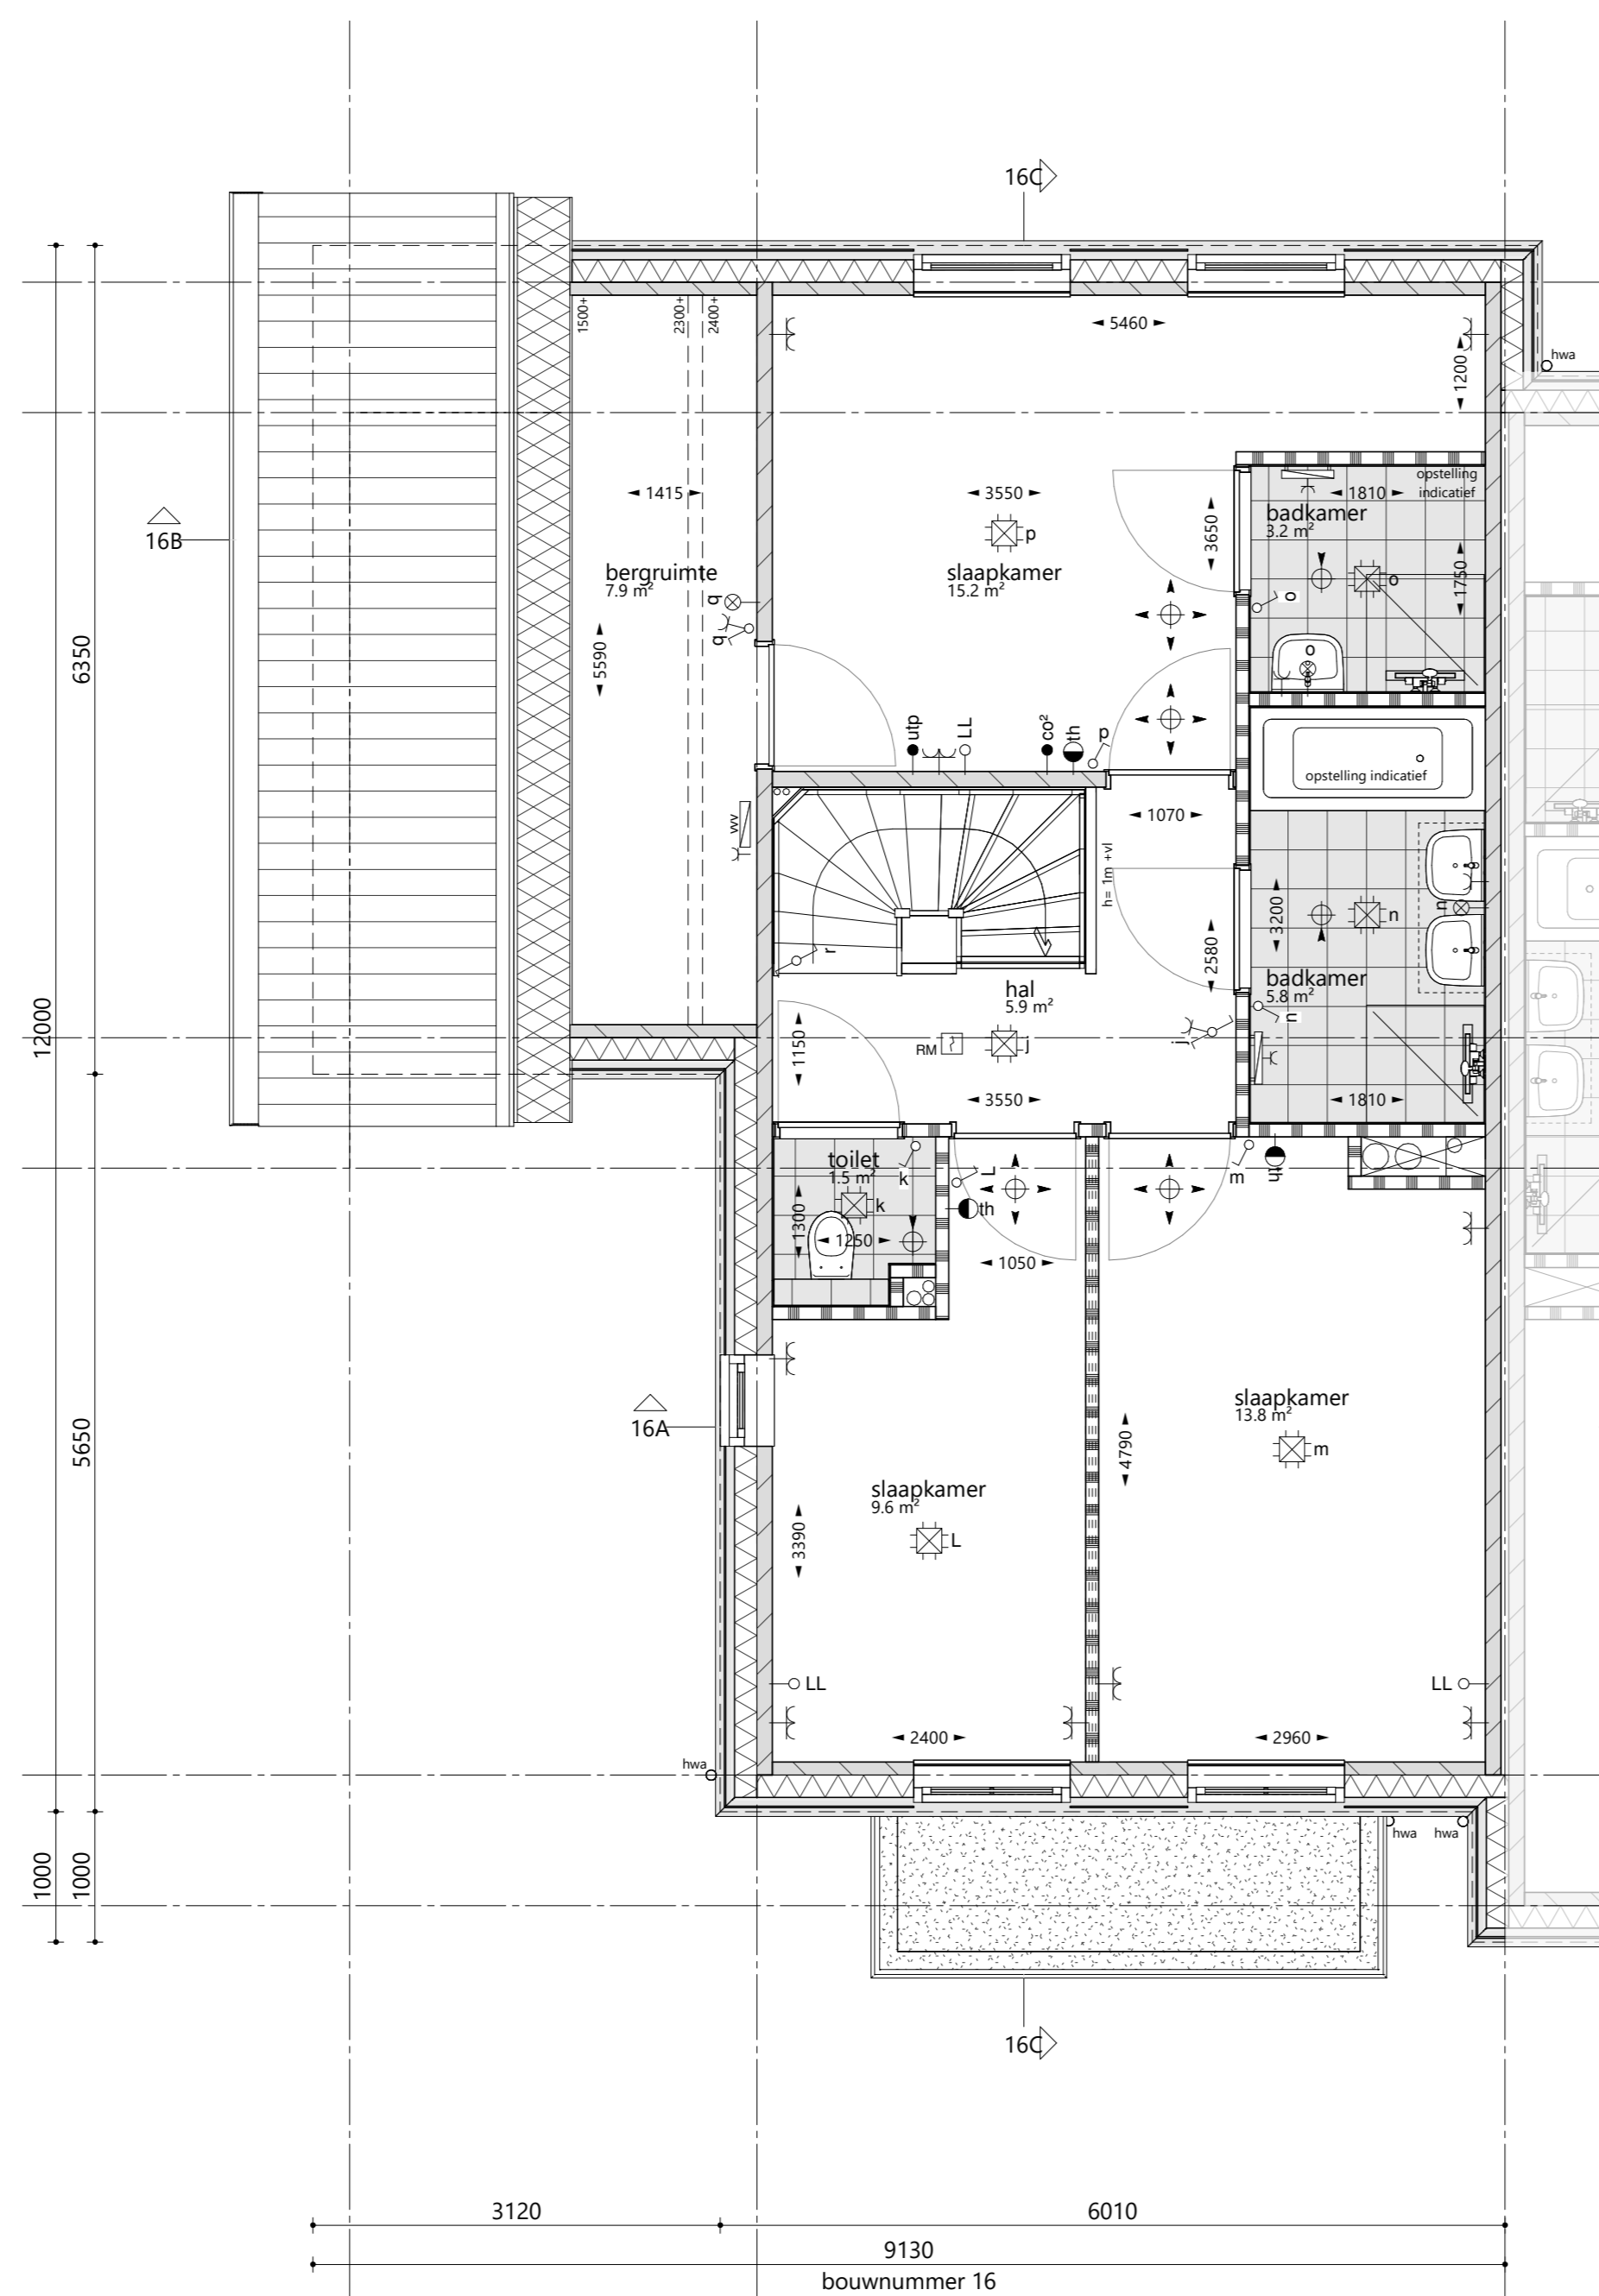 16C
1500+
2300+
2400+
5460
hwa
1200
16B
1415
3550
3650
1810
opstelling
indicatief
badkamer
3.2 m²
p
o
1750
bergruimte
7.9 m²
slaapkamer
15.2 m²
q
q
o
o
5590
6350
utp
LL
co²
th
p
opstelling indicatief
wv
1070
h= 1m +vl
r
2580
3200
n
n
badkamer
5.8 m²
hal
5.9 m²
n
12000
1150
RM
j
j
3550
1810
toilet
1.5 m²
k
k
L
th
m
th
1300
1250
1050
16A
5650
slaapkamer
13.8 m²
m
4790
slaapkamer
9.6 m²
L
3390
LL
LL
2400
2960
hwa
hwa
hwa
1000
1000
16C
3120
6010
9130
bouwnummer 16